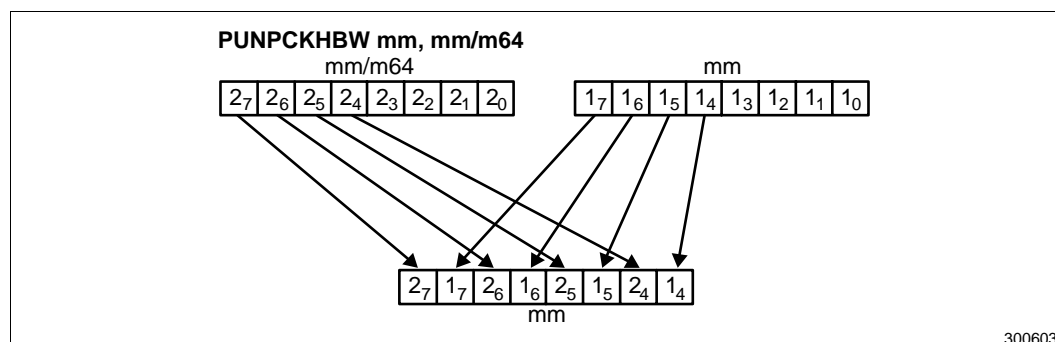 PUNPCKHBW mm, mm/m64
mm/m64 mm
2₇ 2₆ 2₅ 2₄ 2₃ 2₂ 2₁ 2₀ 1₇ 1₆ 1₅ 1₄ 1₃ 1₂ 1₁ 1₀
2₇ 1₇ 2₆ 1₆ 2₅ 1₅ 2₄ 1₄
mm
300603